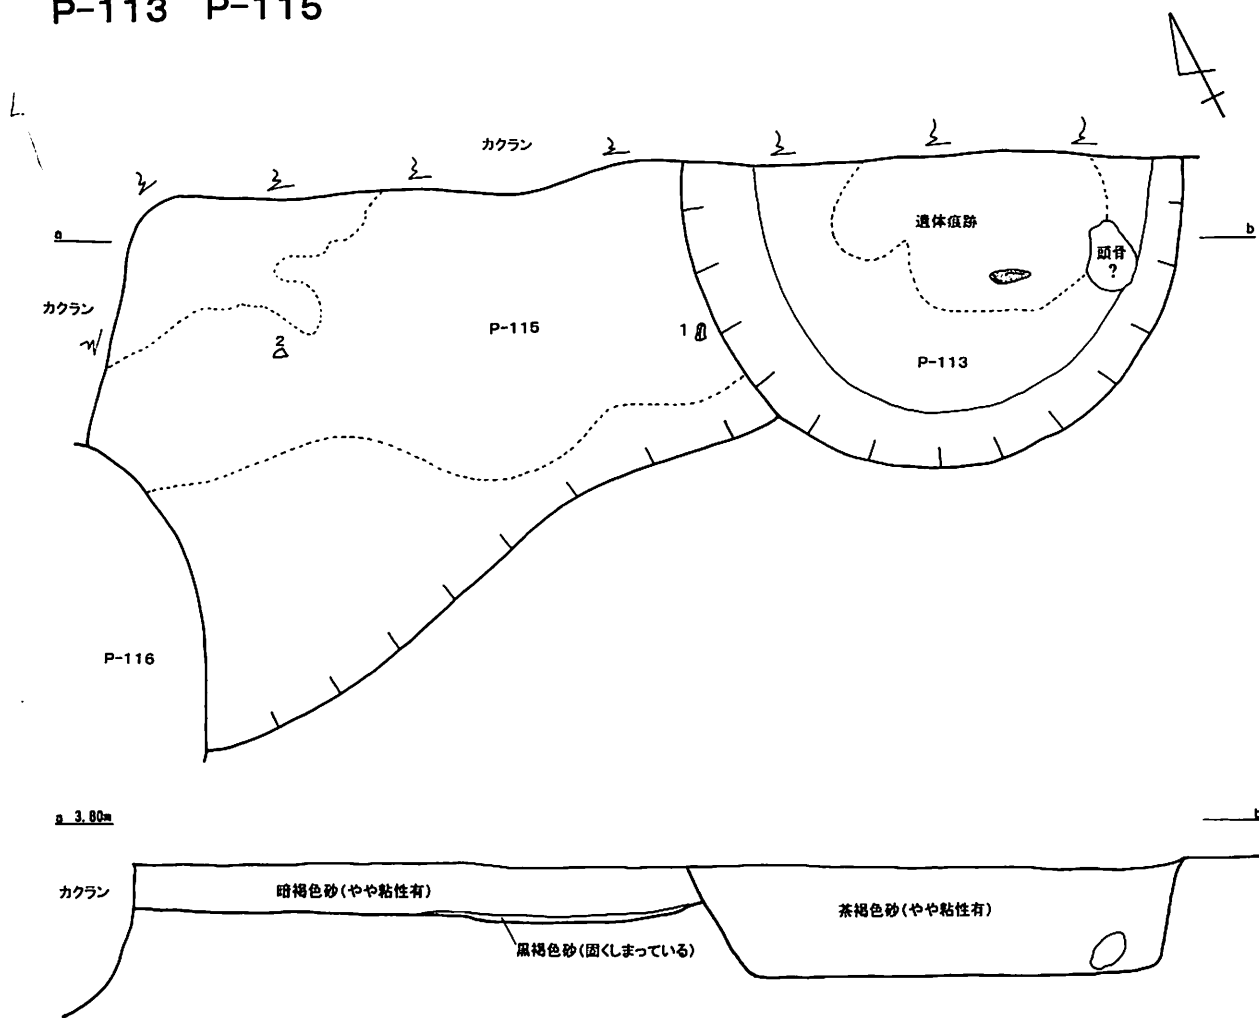 P-113 P-115
カクラン
a
b
遺体痕跡
頭骨
?
カクラン
2
P-115
1
P-113
P-116
a 3.80m
b
カクラン
暗褐色砂(やや粘性有)
茶褐色砂(やや粘性有)
黒褐色砂(固くしまっている)